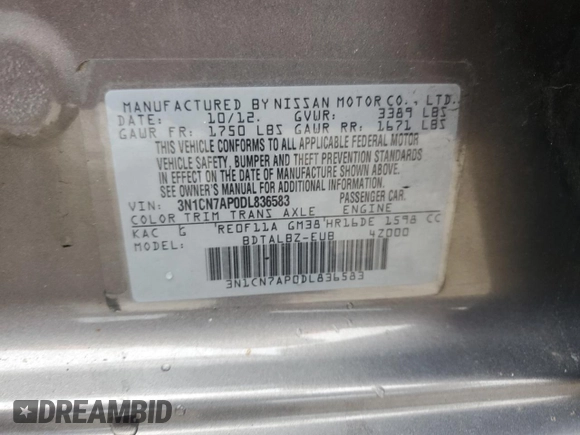 MANUFACTURED BY NISSAN MOTOR CO., LTD.
DATE: 10/12. GVWR: 3389 LBS
GAWR FR: 1750 LBS GAWR RR: 1671 LBS
THIS VEHICLE CONFORMS TO ALL APPLICABLE FEDERAL MOTOR
VEHICLE SAFETY, BUMPER AND THEFT PREVENTION STANDARDS
IN EFFECT ON THE DATE OF MANUFACTURE SHOWN ABOVE.
SEE OWNER'S MANUAL FOR ADDITIONAL INFORMATION.
VIN: 3N1CN7AP0DL836583 PASSENGER CAR.
COLOR TRIM TRANS AXLE ENGINE
KAC G RE0F11A GM38 HR16DE 1598 CC
BDTALBZ-EUB 4Z000
3N1CN7AP0DL836583
DREAMBID